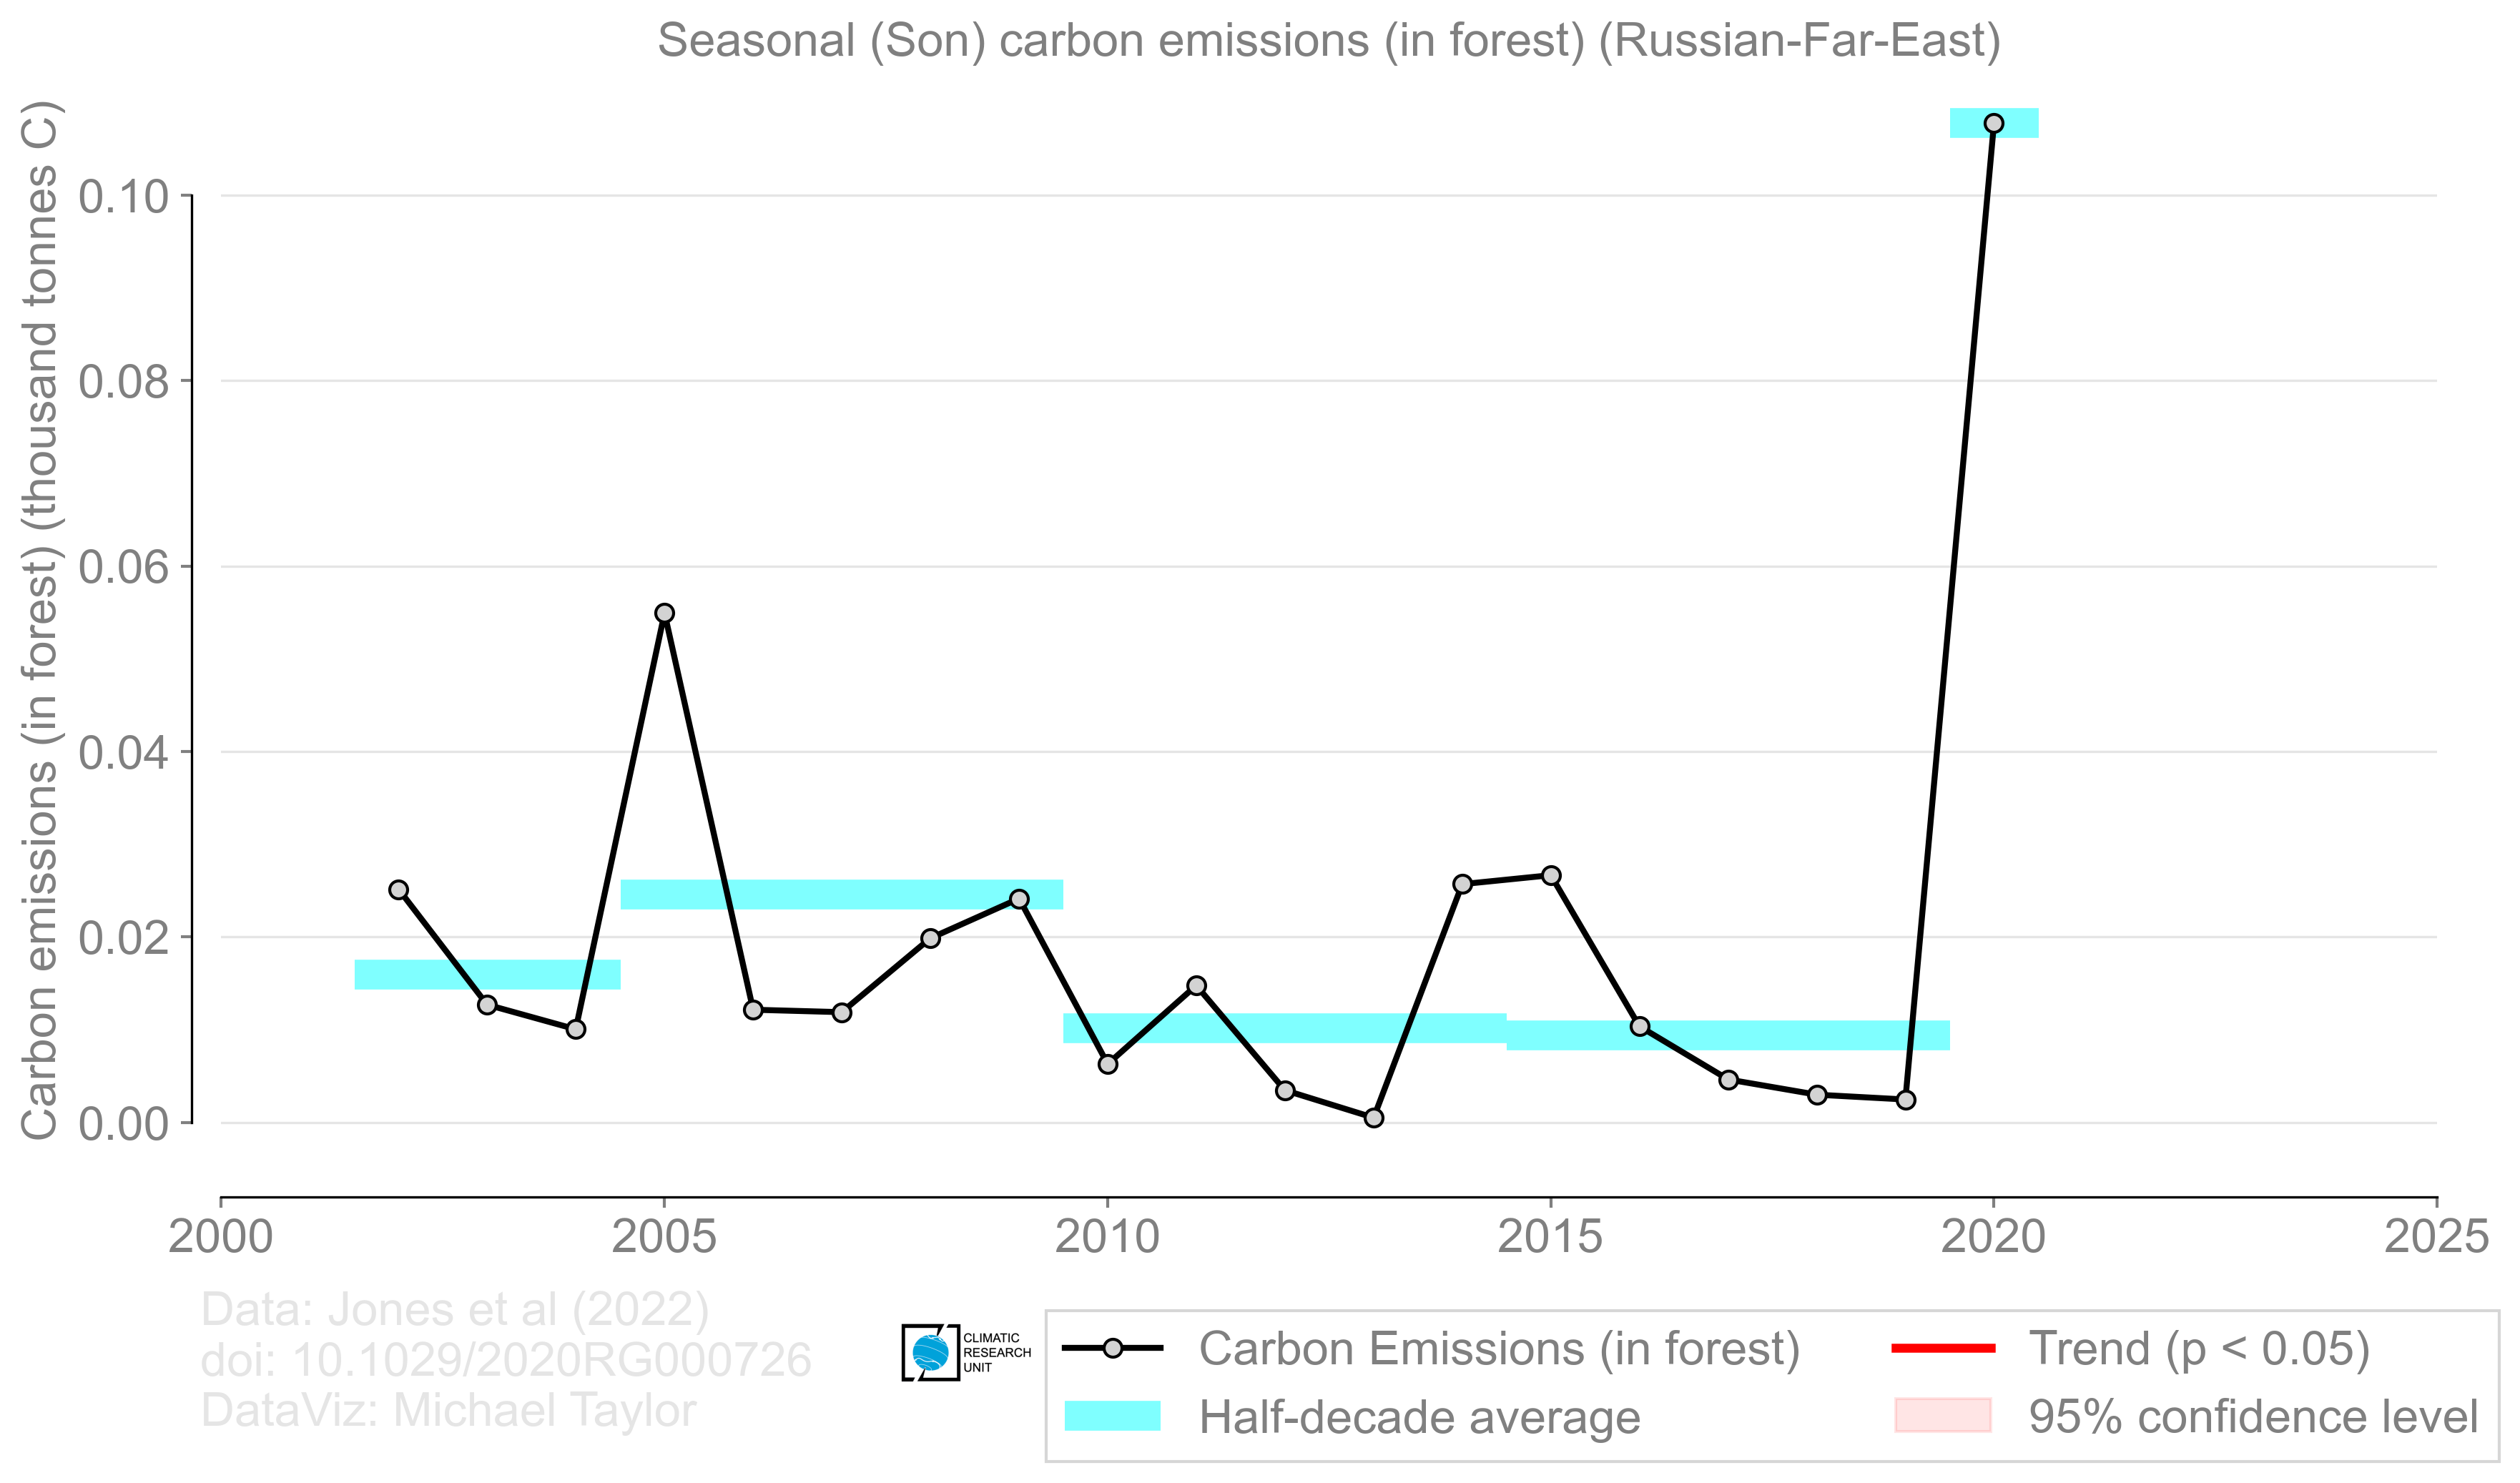 Seasonal (Son) carbon emissions (in forest) (Russian-Far-East)
Carbon emissions (in forest) (thousand tonnes C)
0.10
0.08
0.06
0.04
0.02
0.00
2000
2005
2010
2015
2020
2025
Data: Jones et al (2022)
doi: 10.1029/2020RG000726
DataViz: Michael Taylor
CLIMATIC
RESEARCH
UNIT
Carbon Emissions (in forest)
Half-decade average
Trend (p < 0.05)
95% confidence level